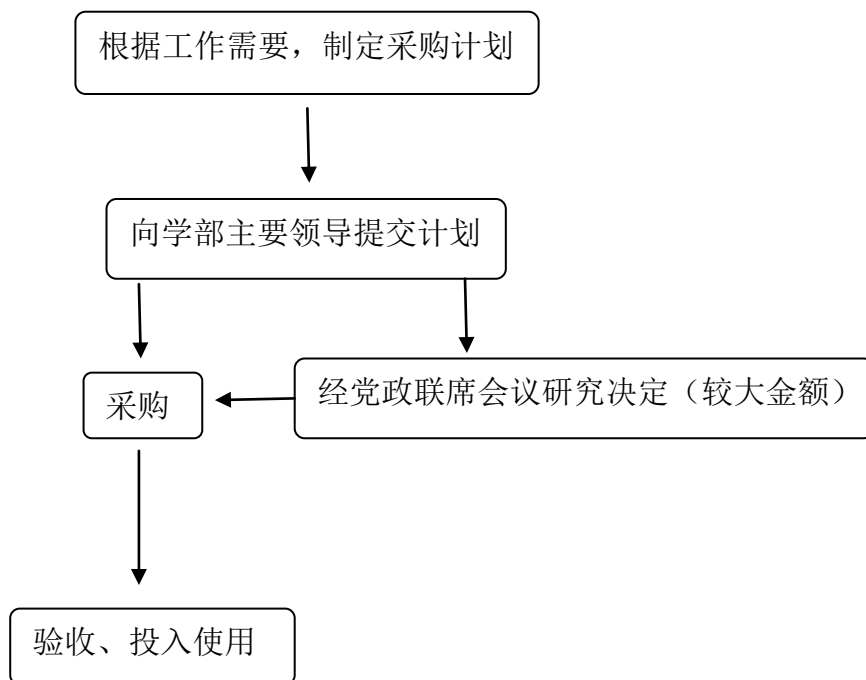 根据工作需要，制定采购计划
向学部主要领导提交计划
采购
经党政联席会议研究决定（较大金额）
验收、投入使用